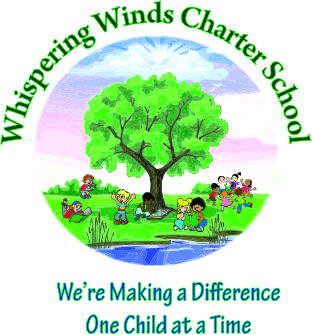 Whispering Winds Charter School
We're Making a Difference
One Child at a Time